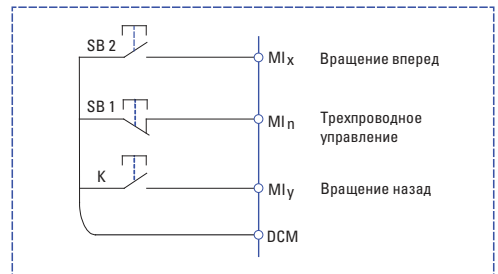 SB 2
MIx Вращение вперед
SB 1
MIn Трехпроводное
управление
K
MIy Вращение назад
DCM